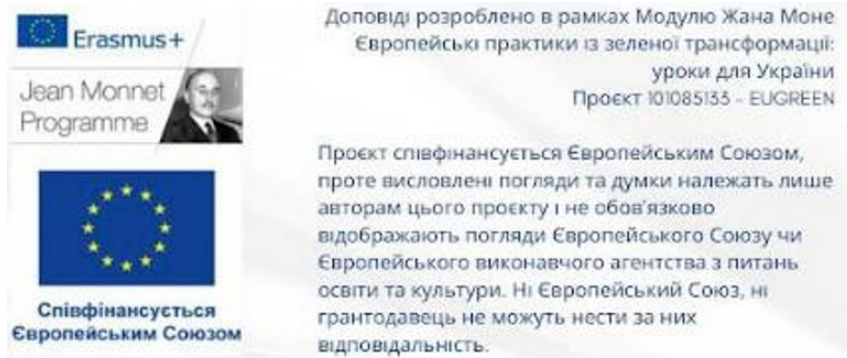 Erasmus+
Jean Monnet
Programme
Співфінансується
Європейським Союзом
Доповіді розроблено в рамках Модулю Жана Моне
Європейські практики із зеленої трансформації:
уроки для України
Проєкт 101085133 – EUGREEN
Проєкт співфінансується Європейським Союзом,
проте висловлені погляди та думки належать лише
авторам цього проєкту і не обов'язково
відображають погляди Європейського Союзу чи
Європейського виконавчого агентства з питань
освіти та культури. Ні Європейський Союз, ні
грантодавець не можуть нести за них
відповідальність.